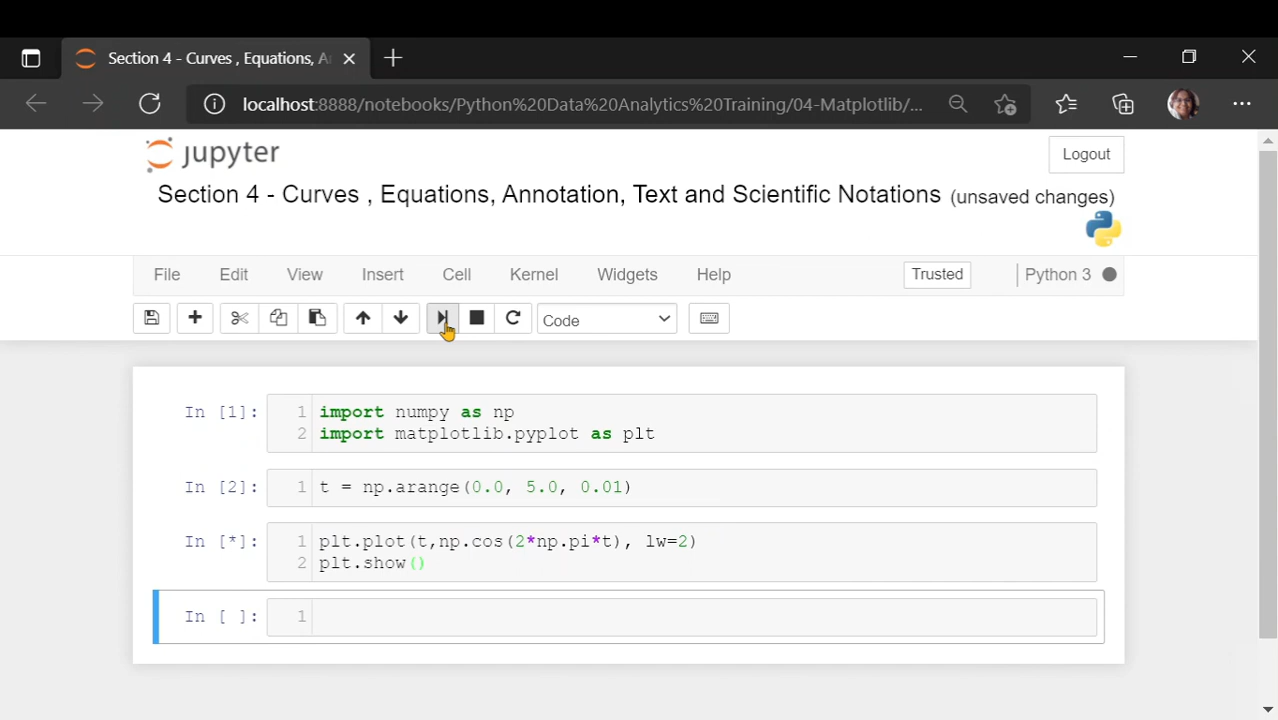 Section 4 - Curves , Equations, A
localhost:8888/notebooks/Python%20Data%20Analytics%20Training/04-Matplotlib/...
jupyter
Logout
Section 4 - Curves , Equations, Annotation, Text and Scientific Notations (unsaved changes)
File Edit View Insert Cell Kernel Widgets Help Trusted Python 3
Code
In [1]: 1 import numpy as np
2 import matplotlib.pyplot as plt
In [2]: 1 t = np.arange(0.0, 5.0, 0.01)
In [*]: 1 plt.plot(t,np.cos(2*np.pi*t), lw=2)
2 plt.show()
In [ ]: 1